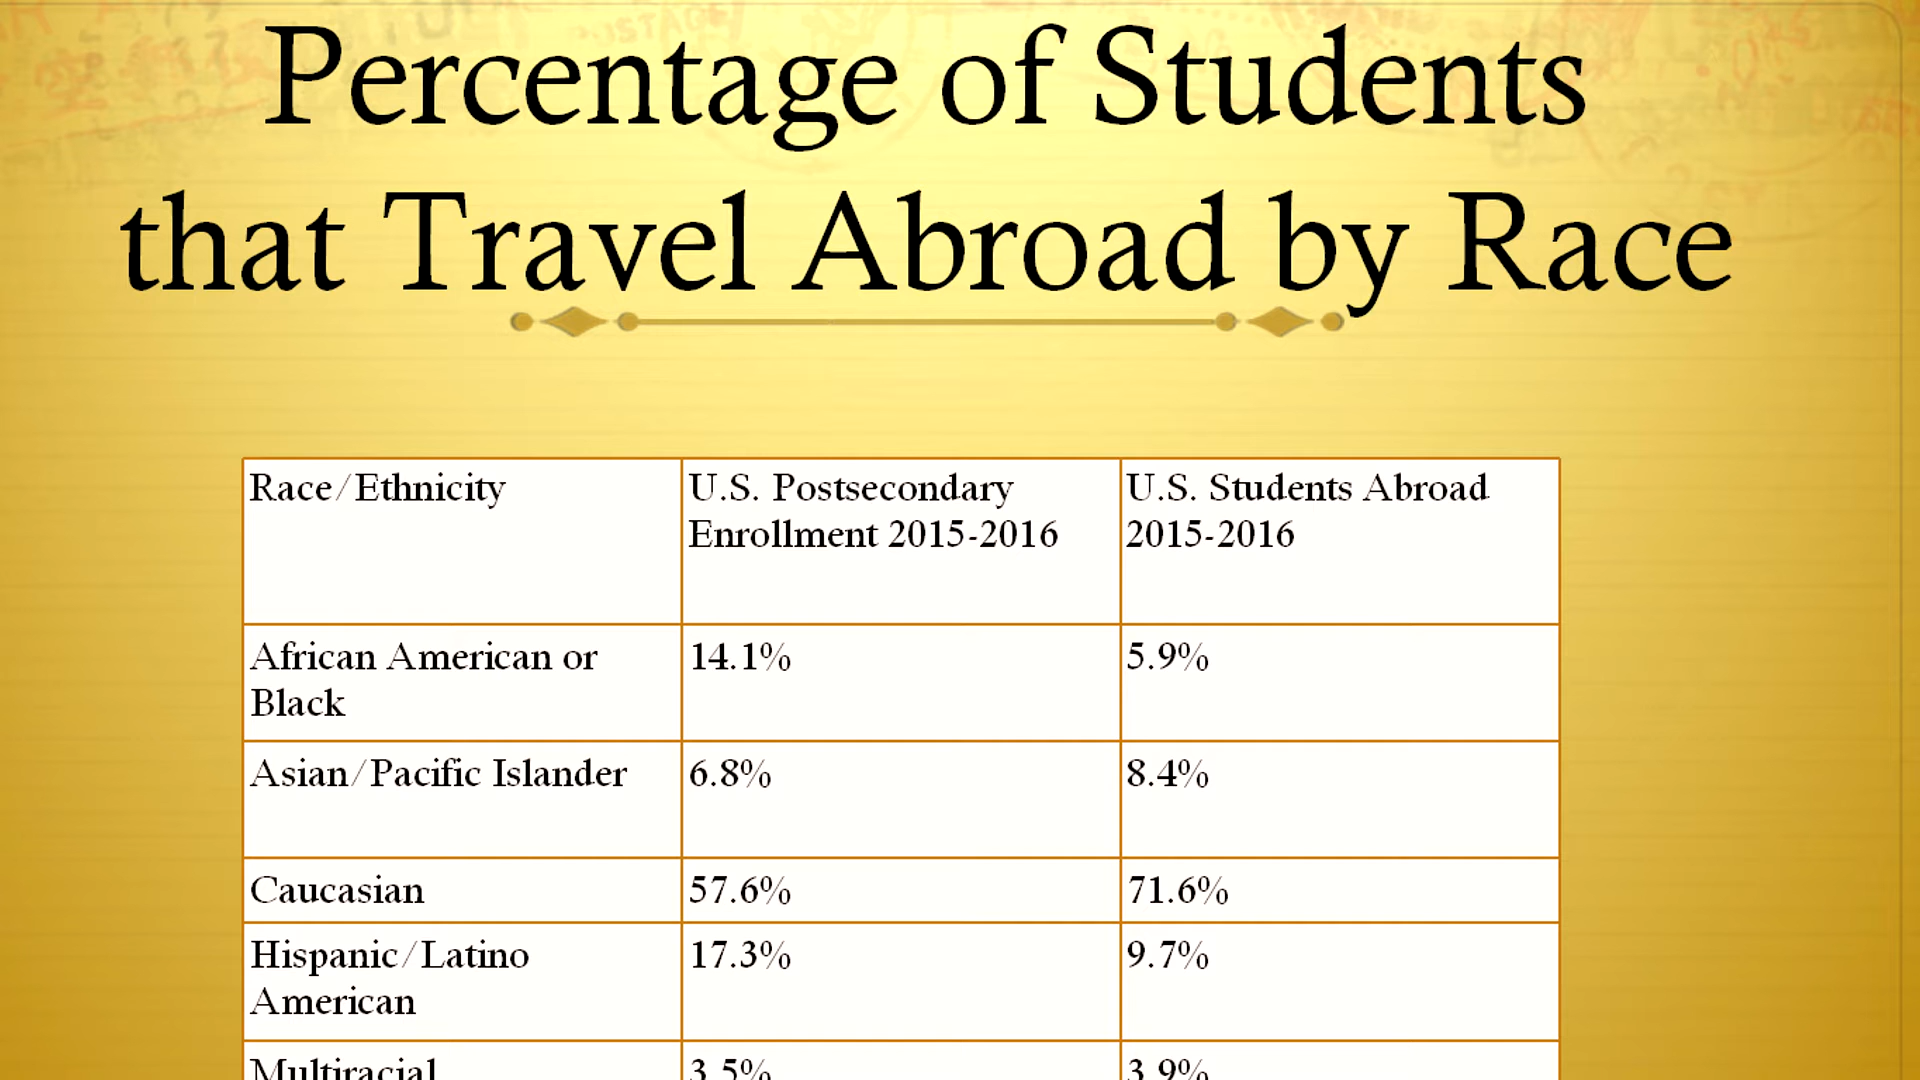 Percentage of Students
that Travel Abroad by Race
Race/Ethnicity
U.S. Postsecondary
Enrollment 2015-2016
U.S. Students Abroad
2015-2016
African American or
Black
14.1%
5.9%
Asian/Pacific Islander
6.8%
8.4%
Caucasian
57.6%
71.6%
Hispanic/Latino
American
17.3%
9.7%
Multiracial
3.5%
3.9%